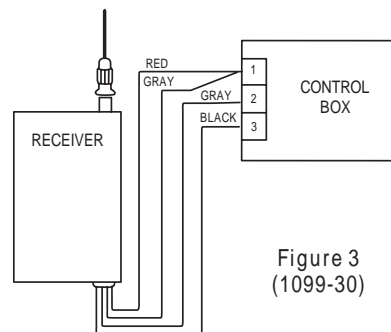 RED
GRAY
GRAY
BLACK
1
2
3
CONTROL
BOX
RECEIVER
Figure 3
(1099-30)